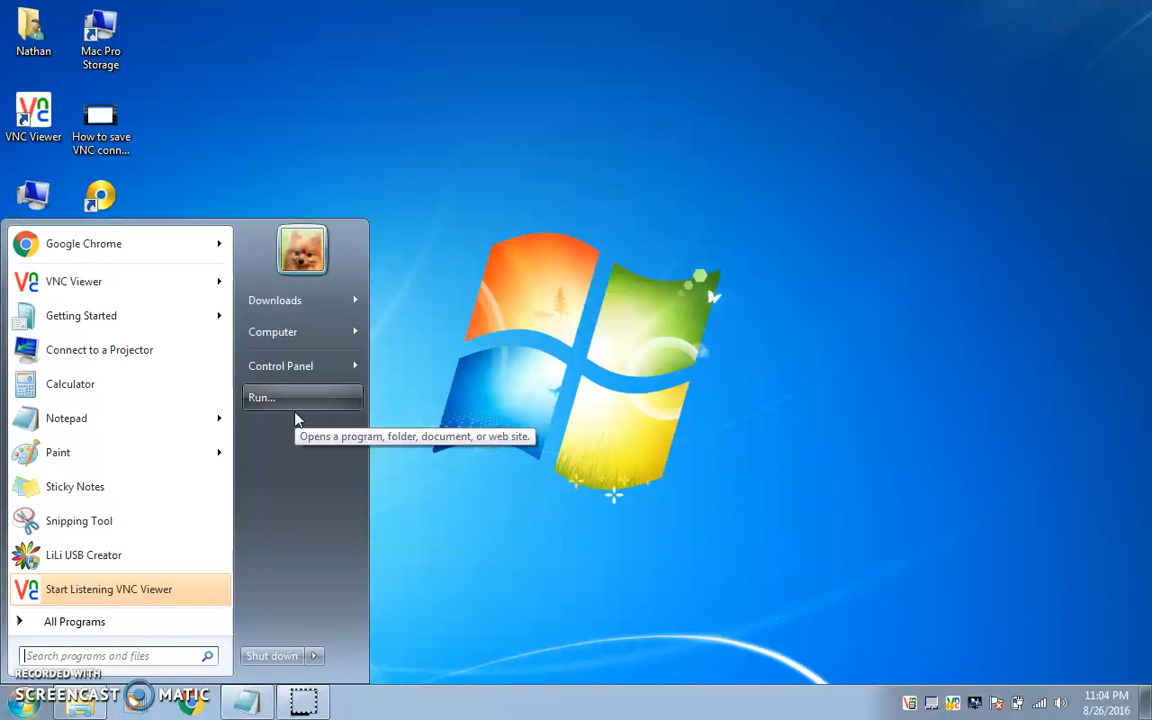 Nathan
Mac Pro
Storage
VNC Viewer
How to save
VNC conn...
Google Chrome
VNC Viewer
Getting Started
Connect to a Projector
Calculator
Notepad
Paint
Sticky Notes
Snipping Tool
LiLi USB Creator
Start Listening VNC Viewer
All Programs
Search programs and files
Downloads
Computer
Control Panel
Run...
Opens a program, folder, document, or web site.
Shut down
RECORDED WITH
SCREENCAST MATIC
11:04 PM
8/26/2016